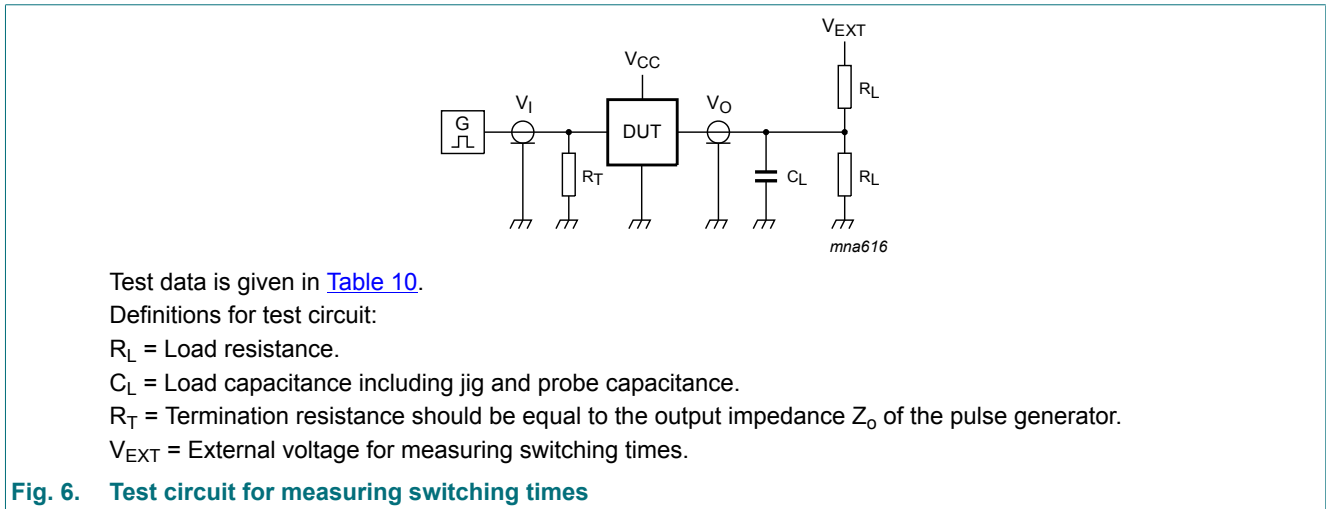 VEXT
VCC
RL
VI
VO
G
DUT
RT
CL
RL
mna616
Test data is given in Table 10.
Definitions for test circuit:
RL = Load resistance.
CL = Load capacitance including jig and probe capacitance.
RT = Termination resistance should be equal to the output impedance Zo of the pulse generator.
VEXT = External voltage for measuring switching times.
Fig. 6. Test circuit for measuring switching times